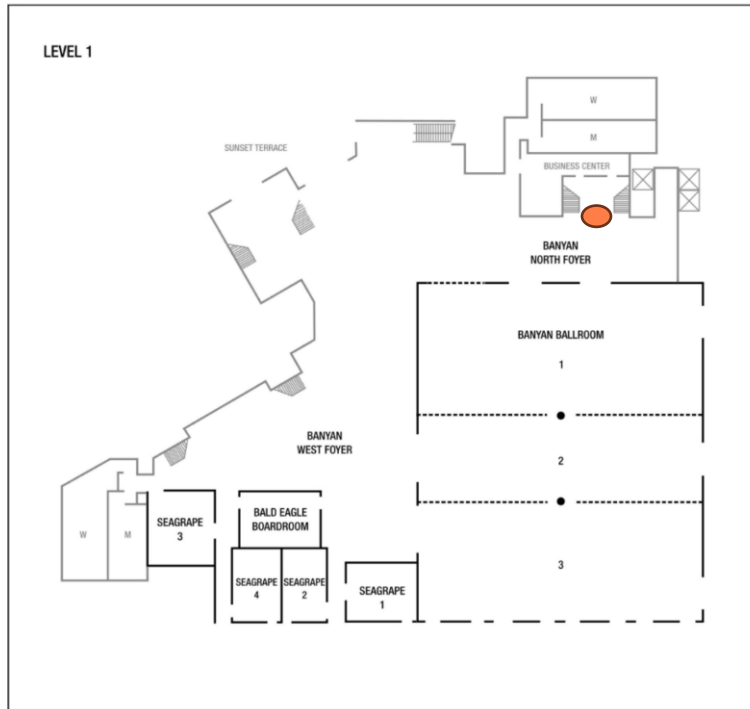 LEVEL 1
W
M
SUNSET TERRACE
BUSINESS CENTER
BANYAN
NORTH FOYER
BANYAN BALLROOM
1
BANYAN
WEST FOYER
2
W
M
SEAGRAPE
3
BALD EAGLE
BOARDROOM
SEAGRAPE
4
SEAGRAPE
2
SEAGRAPE
1
3